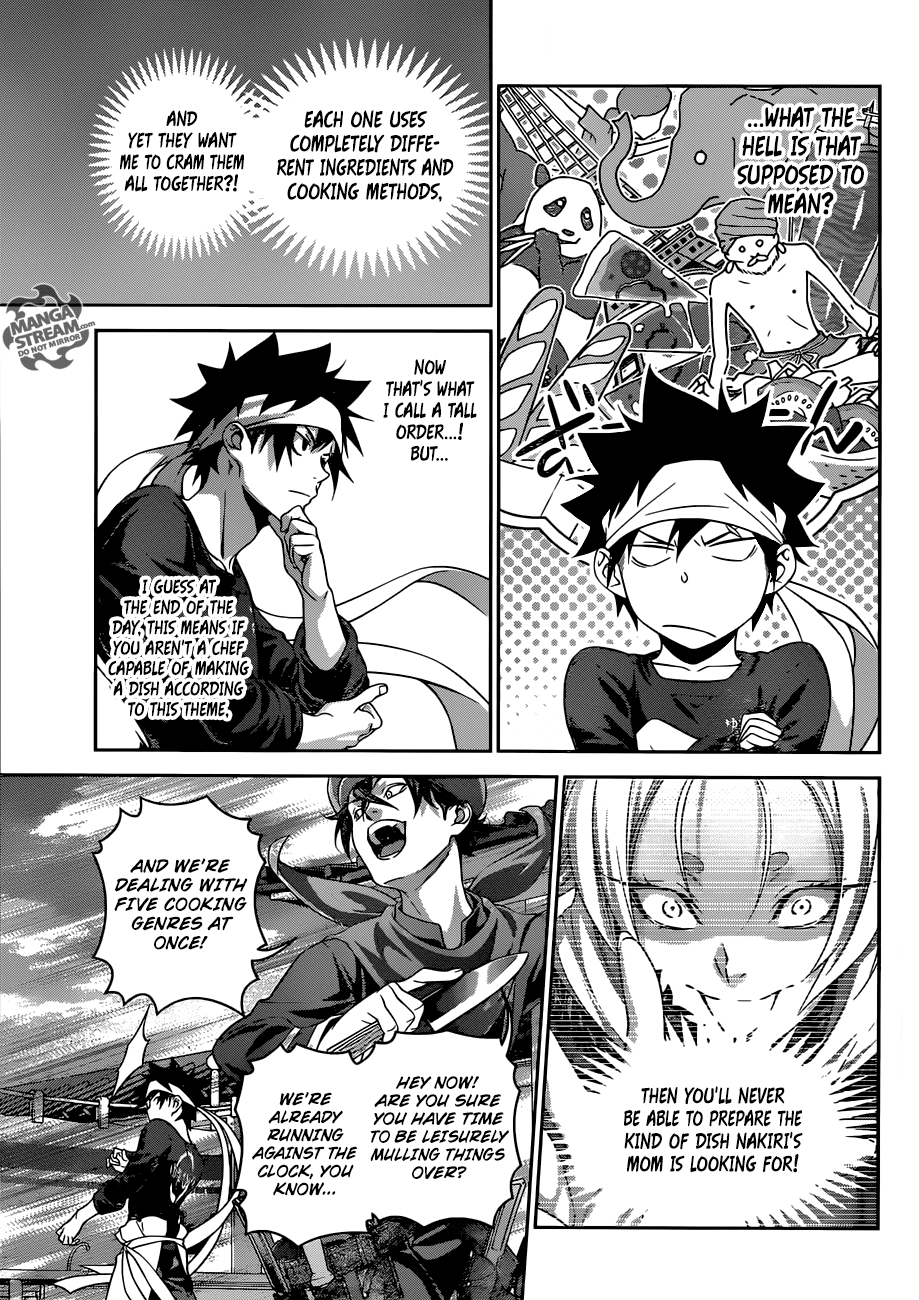 ...WHAT THE
HELL IS THAT
SUPPOSED TO
MEAN?
EACH ONE USES
COMPLETELY DIFFE-
RENT INGREDIENTS AND
COOKING METHODS,
AND
YET THEY WANT
ME TO CRAM THEM
ALL TOGETHER?!
MANGA
STREAM.com
DO NOT MIRROR!
NOW
THAT'S WHAT
I CALL A TALL
ORDER...!
BUT...
I GUESS AT
THE END OF THE
DAY, THIS MEANS IF
YOU AREN'T A CHEF
CAPABLE OF MAKING
A DISH ACCORDING
TO THIS THEME,
THEN YOU'LL NEVER
BE ABLE TO PREPARE THE
KIND OF DISH NAKIRI'S
MOM IS LOOKING FOR!
HEY NOW!
ARE YOU SURE
YOU HAVE TIME
TO BE LEISURELY
MULLING THINGS
OVER?
WE'RE
ALREADY
RUNNING
AGAINST THE
CLOCK, YOU
KNOW...
AND WE'RE
DEALING WITH
FIVE COOKING
GENRES AT
ONCE!